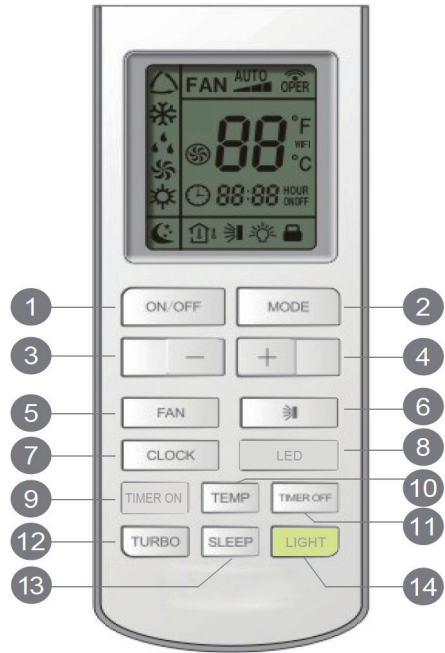 FAN AUTO OPER
88 °F
WIFI
°C
88:88 HOUR
ON OFF
1 ON/OFF MODE 2
3 − + 4
5 FAN 6
7 CLOCK LED 8
9 TIMER ON TEMP TIMER OFF 10
11
12 TURBO SLEEP LIGHT
13 14